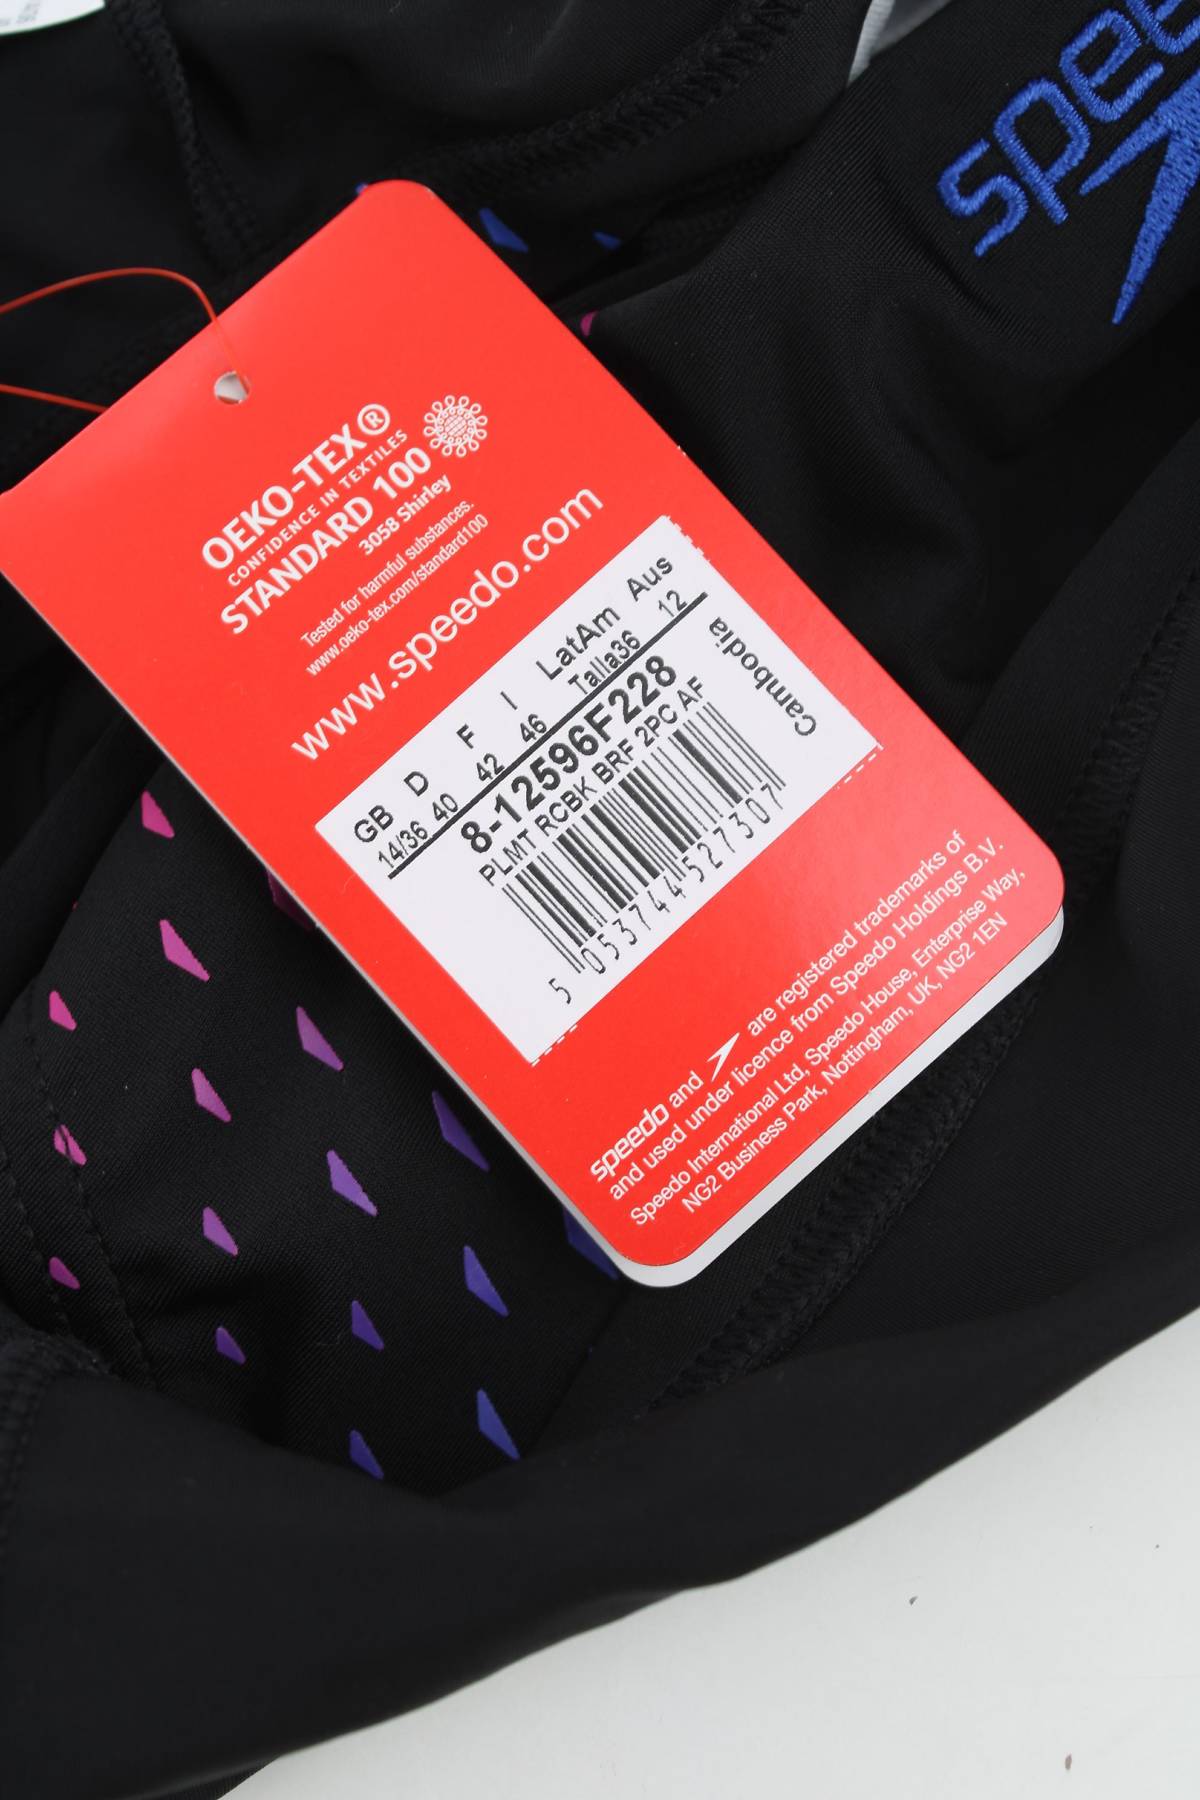 OEKO-TEX®
CONFIDENCE IN TEXTILES
STANDARD 100
3058 Shirley
Tested for harmful substances.
www.oeko-tex.com/standard100
www.speedo.com
GB D F I LatAm Aus
14/36 40 42 46 Talla36 12
8-12596F228
PLMT RCBK BRF 2PC AF
Cambodia
5 053744 527307
speedo and are registered trademarks of
and used under licence from Speedo Holdings B.V.
Speedo International Ltd, Speedo House, Enterprise Way,
NG2 Business Park, Nottingham, UK, NG2 1EN
spee